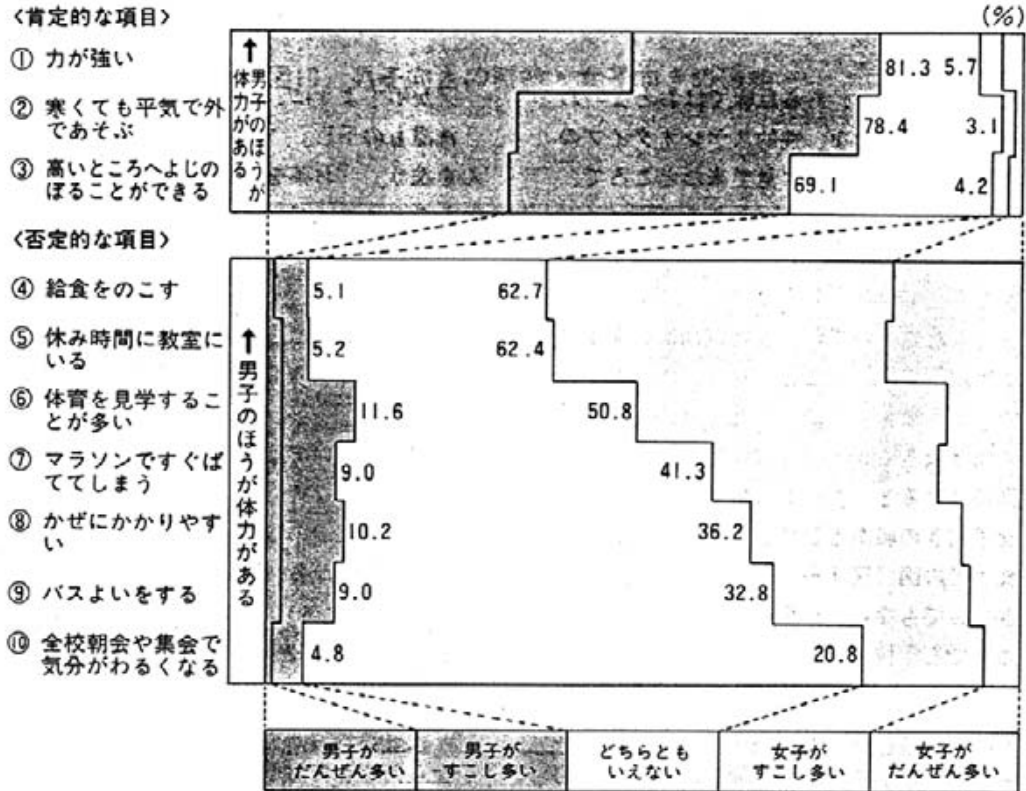 <肯定的な項目>
(%)
① 力が強い
② 寒くても平気で外
であそぶ
③ 高いところへよじの
ぼることができる
↑男子のほうが
体力がある
81.3 5.7
78.4 3.1
69.1 4.2
<否定的な項目>
④ 給食をのこす
⑤ 休み時間に教室に
いる
⑥ 体育を見学するこ
とが多い
⑦ マラソンですぐば
ててしまう
⑧ かぜにかかりやす
い
⑨ バスよいをする
⑩ 全校朝会や集会で
気分がわるくなる
↑男子のほうが体力がある
5.1 62.7
5.2 62.4
11.6 50.8
9.0 41.3
10.2 36.2
9.0 32.8
4.8 20.8
男子が
だんぜん多い
男子が
すこし多い
どちらとも
いえない
女子が
すこし多い
女子が
だんぜん多い